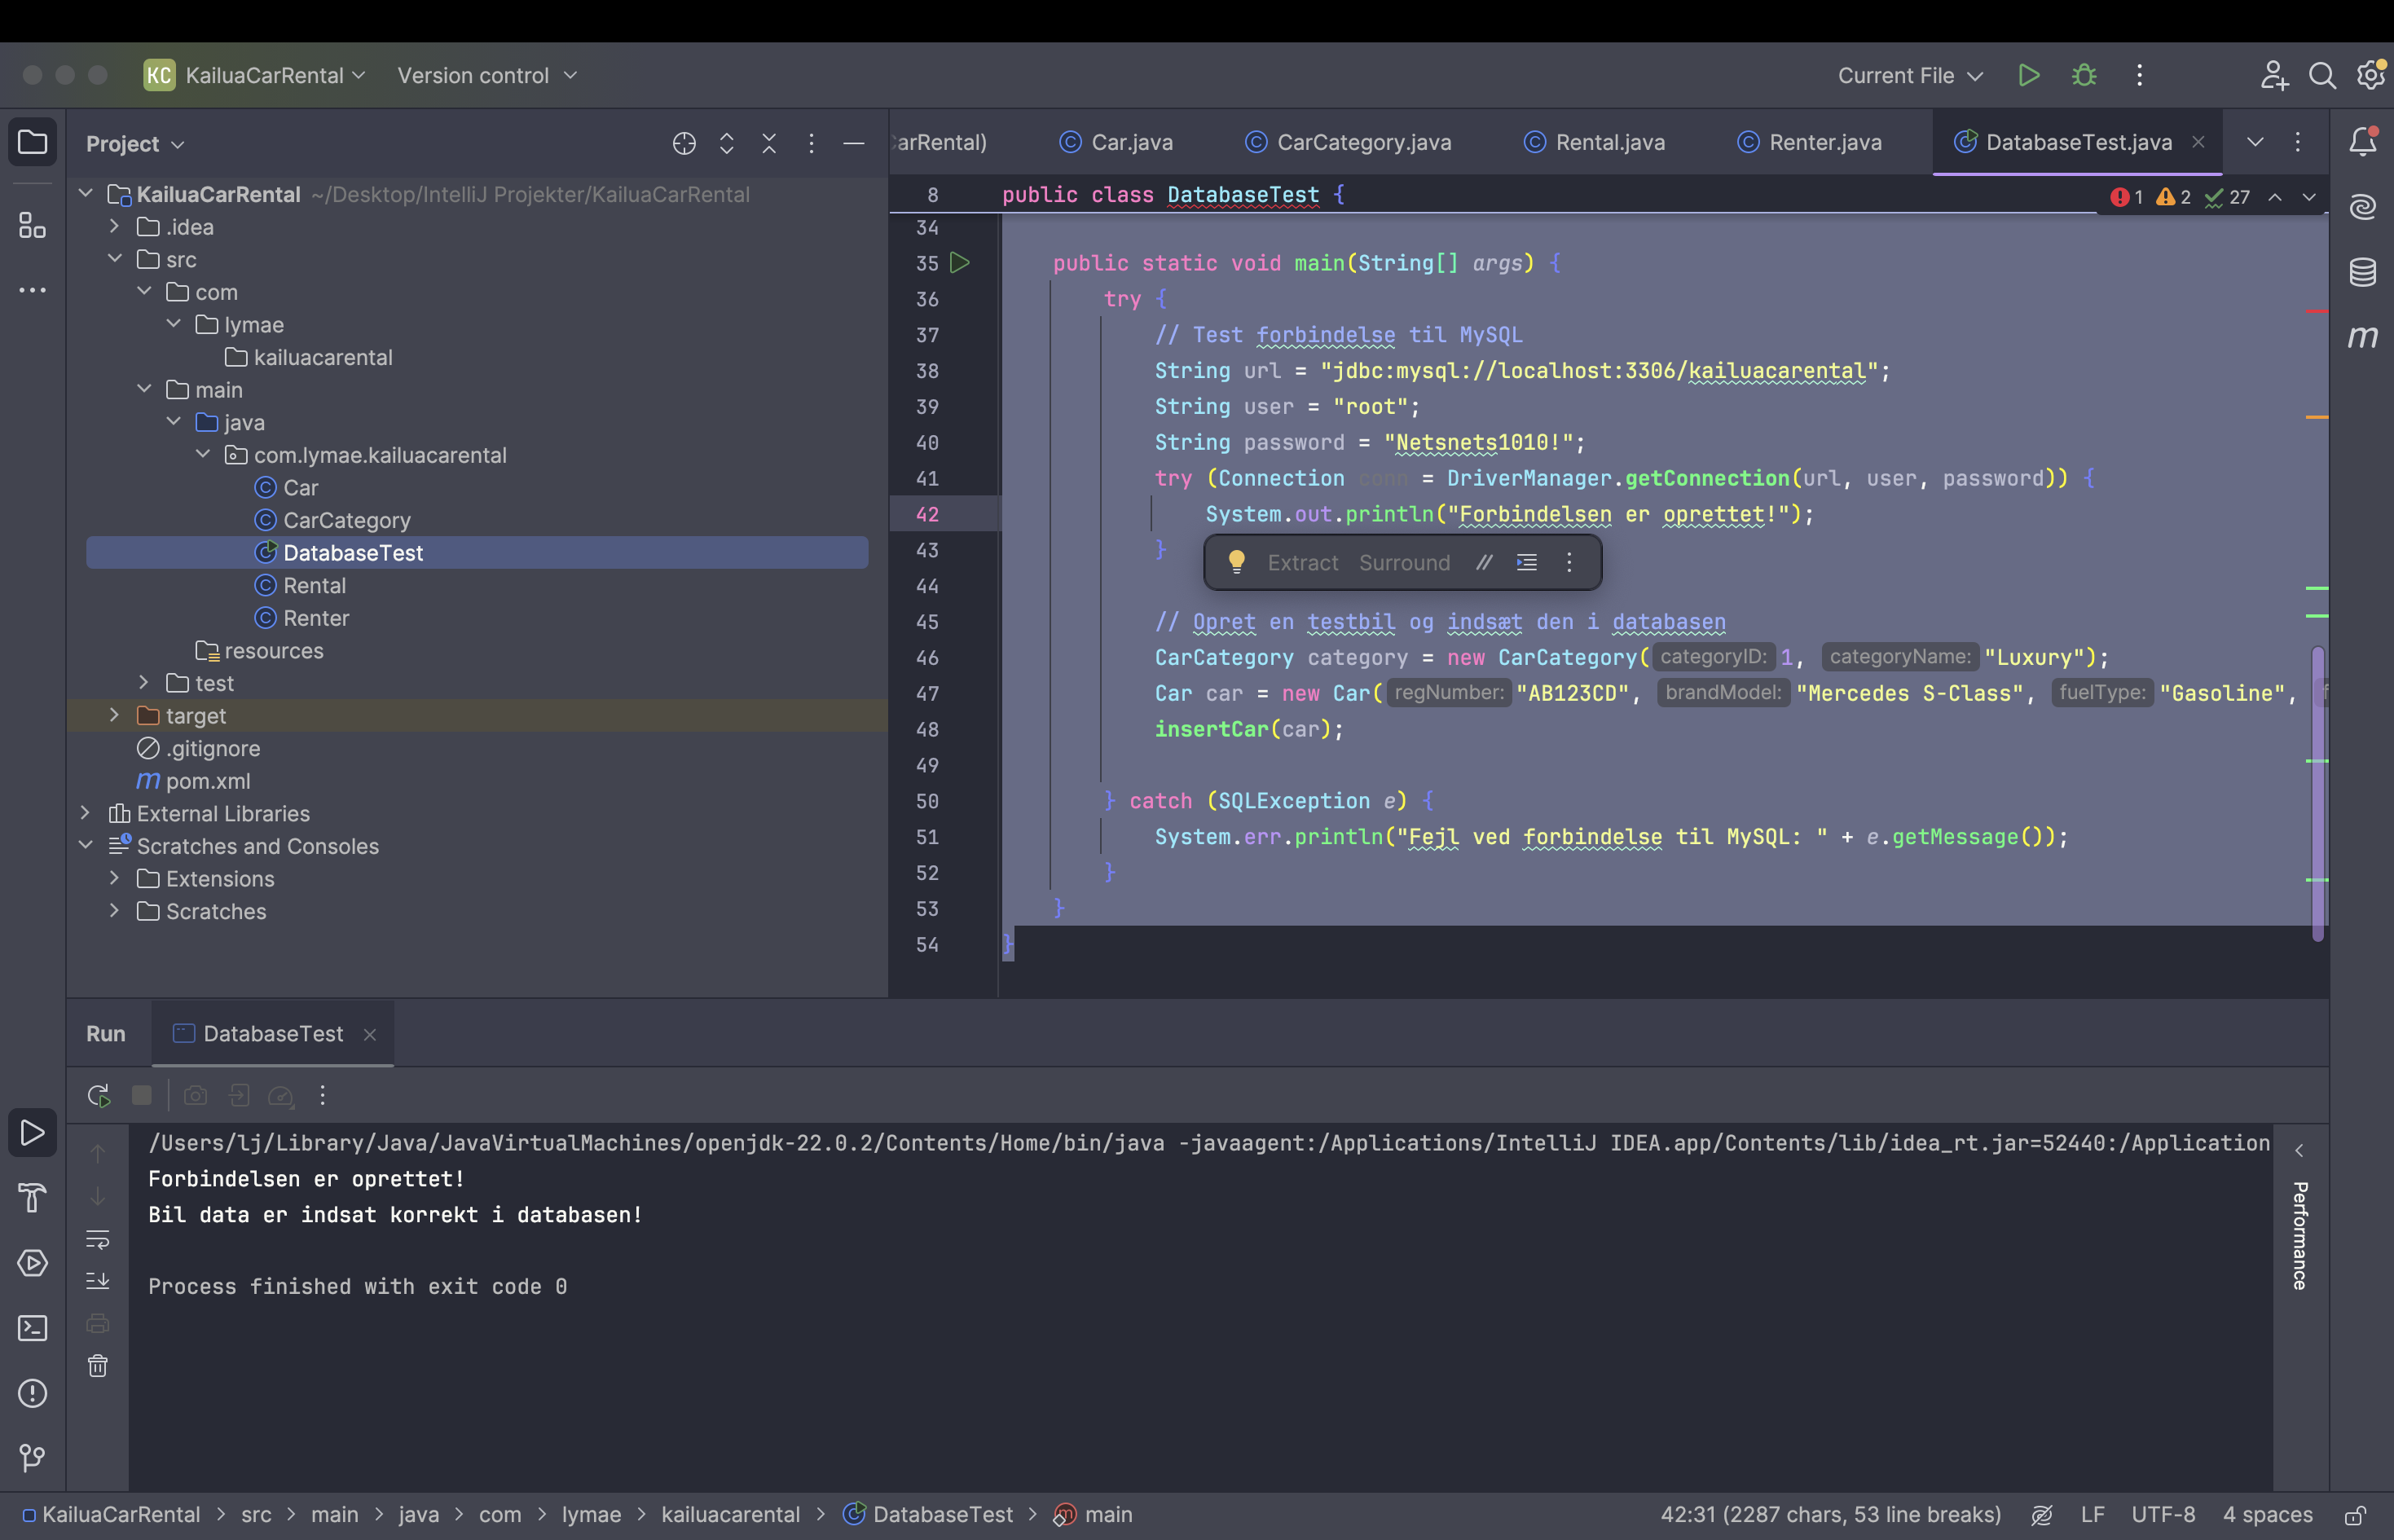 KC KailuaCarRental Version control Current File
Project
arRental) Car.java CarCategory.java Rental.java Renter.java DatabaseTest.java
KailuaCarRental ~/Desktop/IntelliJ Projekter/KailuaCarRental
.idea
src
com
lymae
kailuacarental
main
java
com.lymae.kailuacarental
Car
CarCategory
DatabaseTest
Rental
Renter
resources
test
target
.gitignore
pom.xml
External Libraries
Scratches and Consoles
Extensions
Scratches
8 public class DatabaseTest { 1 2 27
34
35 public static void main(String[] args) {
36 try {
37 // Test forbindelse til MySQL
38 String url = "jdbc:mysql://localhost:3306/kailuacarental";
39 String user = "root";
40 String password = "Netsnets1010!";
41 try (Connection conn = DriverManager.getConnection(url, user, password)) {
42 System.out.println("Forbindelsen er oprettet!");
43 }
Extract Surround //
44
45 // Opret en testbil og indsæt den i databasen
46 CarCategory category = new CarCategory( categoryID: 1, categoryName: "Luxury");
47 Car car = new Car( regNumber: "AB123CD", brandModel: "Mercedes S-Class", fuelType: "Gasoline", f
48 insertCar(car);
49
50 } catch (SQLException e) {
51 System.err.println("Fejl ved forbindelse til MySQL: " + e.getMessage());
52 }
53 }
54 }
Run DatabaseTest
/Users/lj/Library/Java/JavaVirtualMachines/openjdk-22.0.2/Contents/Home/bin/java -javaagent:/Applications/IntelliJ IDEA.app/Contents/lib/idea_rt.jar=52440:/Application
Forbindelsen er oprettet!
Bil data er indsat korrekt i databasen!
Process finished with exit code 0
Performance
KailuaCarRental > src > main > java > com > lymae > kailuacarental > DatabaseTest > main 42:31 (2287 chars, 53 line breaks) LF UTF-8 4 spaces